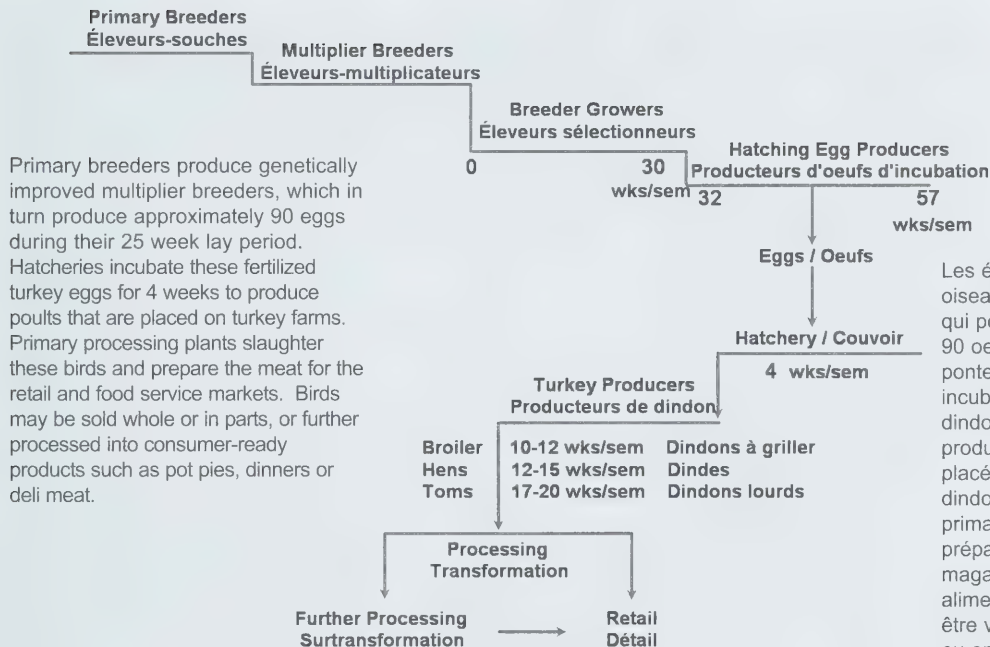 Primary Breeders
Éleveurs-souches
Multiplier Breeders
Éleveurs-multiplicateurs
Breeder Growers
Éleveurs sélectionneurs
0 30
wks/sem
Hatching Egg Producers
Producteurs d'oeufs d'incubation
32 57
wks/sem
Primary breeders produce genetically
improved multiplier breeders, which in
turn produce approximately 90 eggs
during their 25 week lay period.
Hatcheries incubate these fertilized
turkey eggs for 4 weeks to produce
poults that are placed on turkey farms.
Primary processing plants slaughter
these birds and prepare the meat for the
retail and food service markets. Birds
may be sold whole or in parts, or further
processed into consumer-ready
products such as pot pies, dinners or
deli meat.
Eggs / Oeufs
Hatchery / Couvoir
4 wks/sem
Turkey Producers
Producteurs de dindon
Broiler 10-12 wks/sem Dindons à griller
Hens 12-15 wks/sem Dindes
Toms 17-20 wks/sem Dindons lourds
Processing
Transformation
Further Processing
Surtransformation
Retail
Détail
Les é
oisea
qui pe
90 oe
ponte
incub
dindo
produ
placé
dindo
prima
prépa
maga
alime
être v